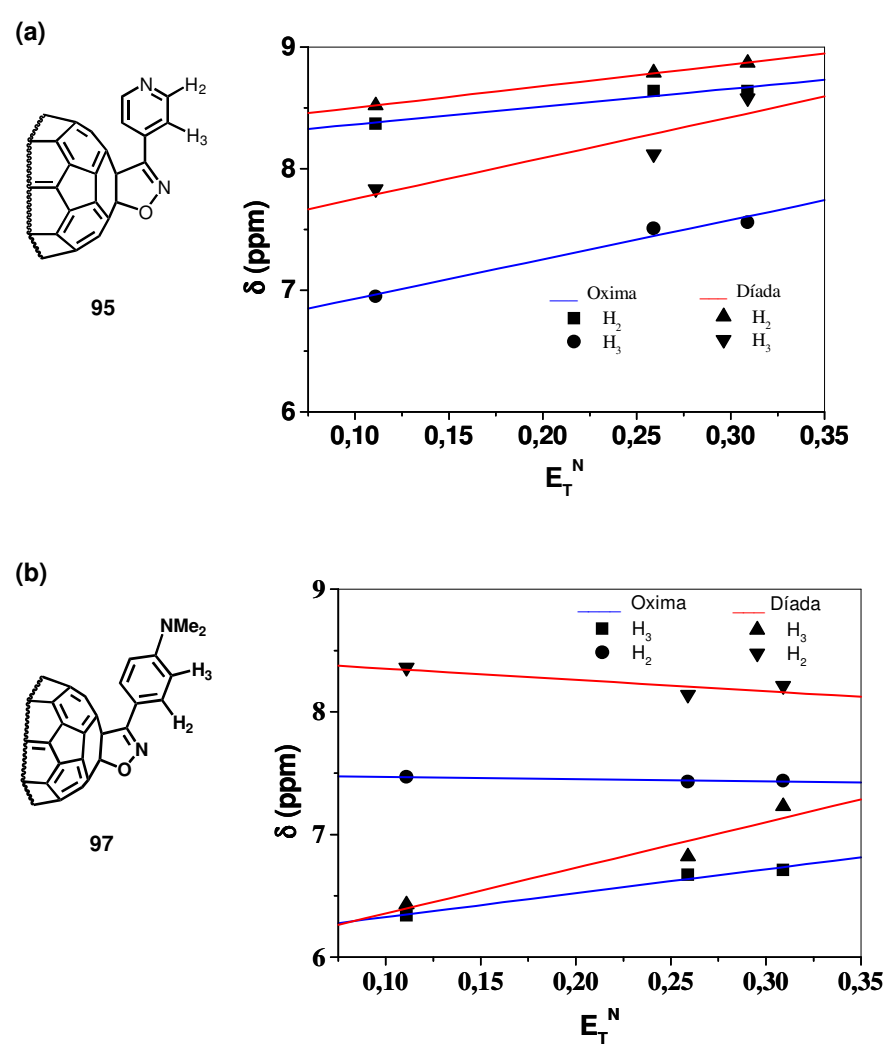 (a)
N
H2
H3
N
O
95
δ (ppm)
9
8
7
6
Oxima
Díada
H2
H2
H3
H3
0,10 0,15 0,20 0,25 0,30 0,35
E_T^N
(b)
NMe2
H3
H2
N
O
97
δ (ppm)
9
8
7
6
Oxima
Díada
H3
H3
H2
H2
0,10 0,15 0,20 0,25 0,30 0,35
E_T^N